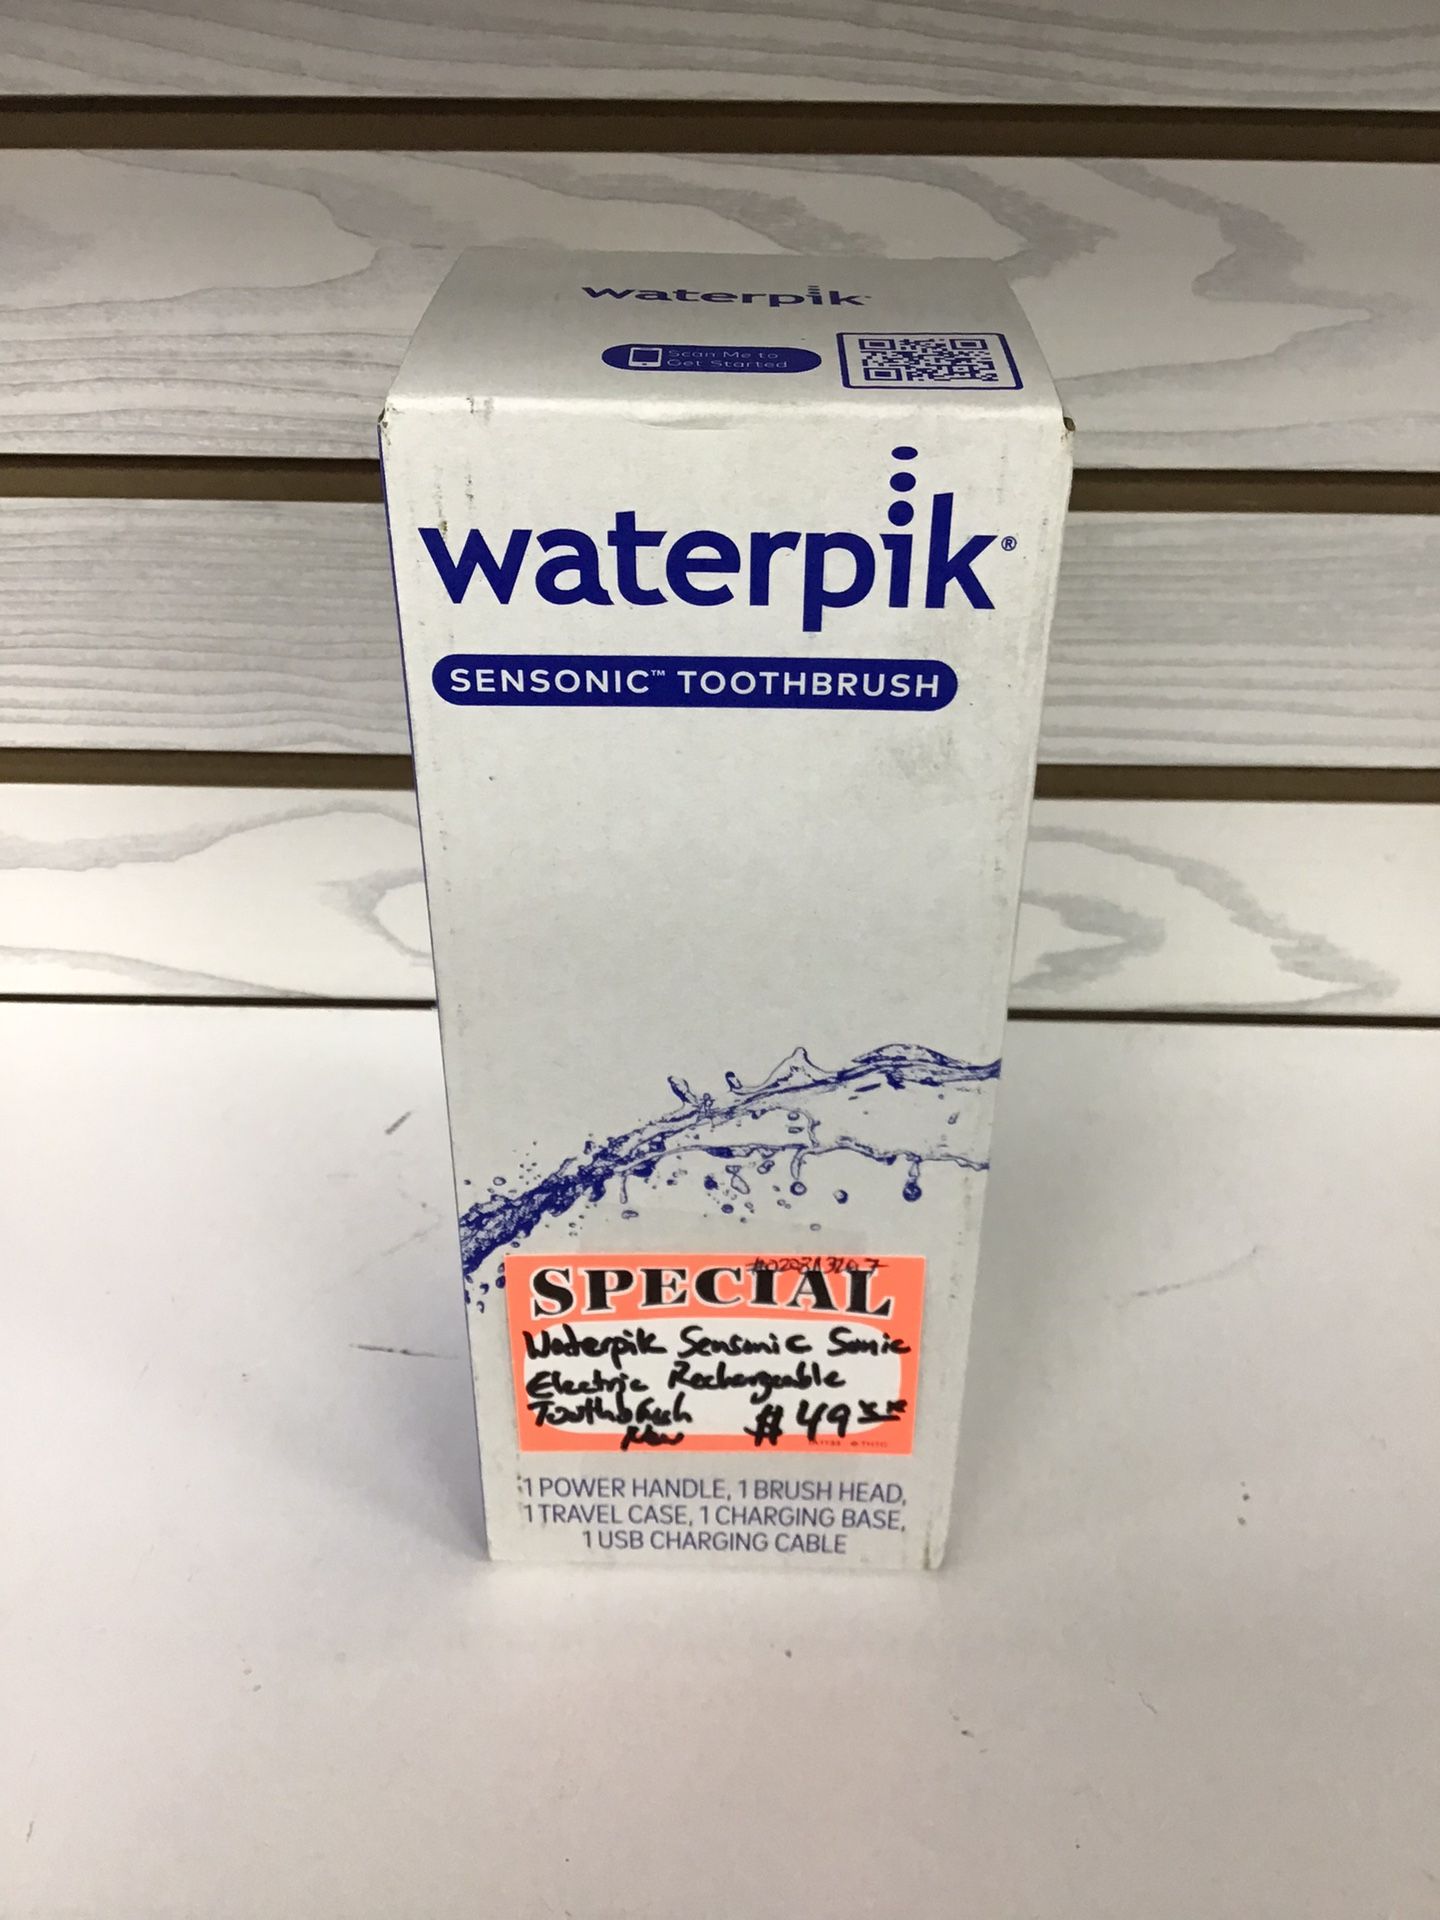 waterpik
Scan Me to
Get Started
waterpik®
SENSONIC™ TOOTHBRUSH
SPECIAL
Waterpik Sensonic Sonic
Electric Rechargeable
Toothbrush $49
New
1 POWER HANDLE, 1 BRUSH HEAD,
1 TRAVEL CASE, 1 CHARGING BASE,
1 USB CHARGING CABLE